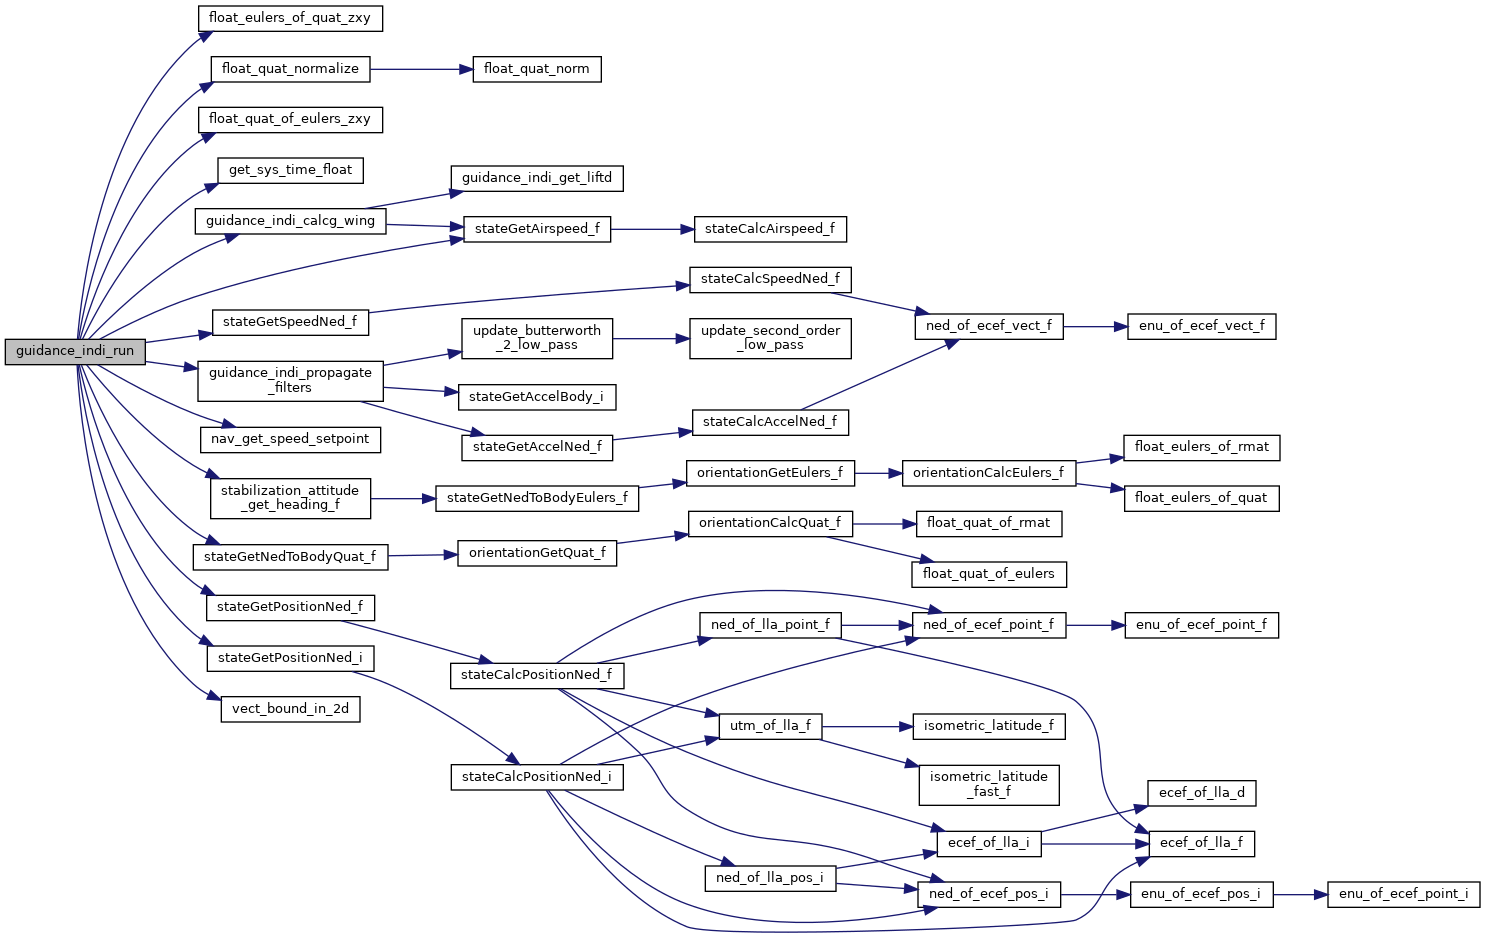 float_eulers_of_quat_zxy
float_quat_normalize
float_quat_norm
float_quat_of_eulers_zxy
get_sys_time_float
guidance_indi_get_liftd
guidance_indi_calcg_wing
stateGetAirspeed_f
stateCalcAirspeed_f
stateCalcSpeedNed_f
stateGetSpeedNed_f
ned_of_ecef_vect_f
enu_of_ecef_vect_f
guidance_indi_run
update_butterworth
_2_low_pass
update_second_order
_low_pass
guidance_indi_propagate
_filters
stateGetAccelBody_i
stateCalcAccelNed_f
nav_get_speed_setpoint
stateGetAccelNed_f
float_eulers_of_rmat
orientationGetEulers_f
orientationCalcEulers_f
stabilization_attitude
_get_heading_f
stateGetNedToBodyEulers_f
float_eulers_of_quat
orientationCalcQuat_f
float_quat_of_rmat
stateGetNedToBodyQuat_f
orientationGetQuat_f
float_quat_of_eulers
stateGetPositionNed_f
ned_of_lla_point_f
ned_of_ecef_point_f
enu_of_ecef_point_f
stateGetPositionNed_i
stateCalcPositionNed_f
vect_bound_in_2d
utm_of_lla_f
isometric_latitude_f
stateCalcPositionNed_i
isometric_latitude
_fast_f
ecef_of_lla_d
ecef_of_lla_i
ecef_of_lla_f
ned_of_lla_pos_i
ned_of_ecef_pos_i
enu_of_ecef_pos_i
enu_of_ecef_point_i